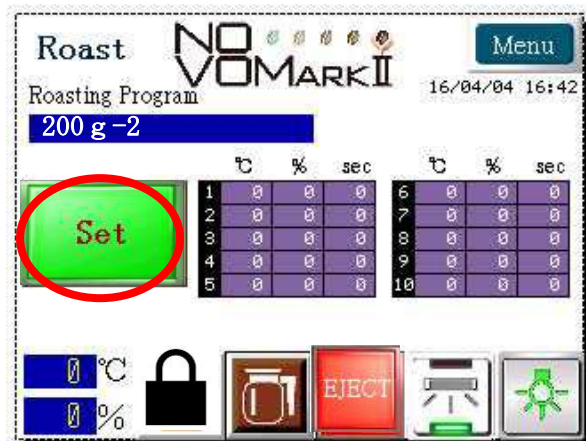 Roast
NOVOMARKⅡ
Menu
Roasting Program
16/04/04 16:42
200 g -2
℃ % sec ℃ % sec
Set
1 0 0 0 6 0 0 0
2 0 0 0 7 0 0 0
3 0 0 0 8 0 0 0
4 0 0 0 9 0 0 0
5 0 0 0 10 0 0 0
0 ℃
EJECT
0 %